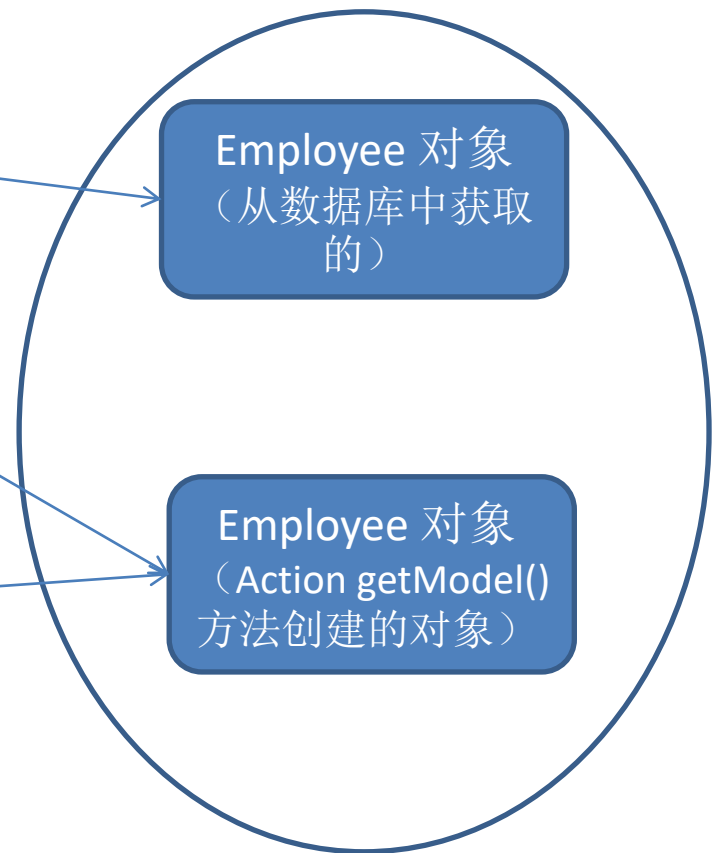 Employee 对象
（从数据库中获取
的）
Employee 对象
（Action getModel()
方法创建的对象）